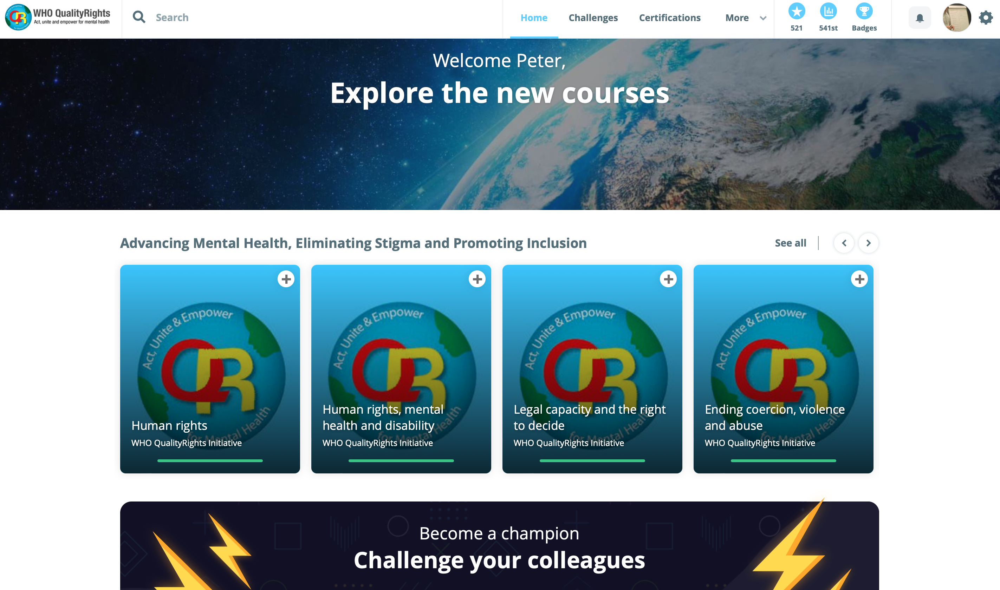 WHO QualityRights
Act, unite and empower for mental health
Search
Home
Challenges
Certifications
More
521
541st
Badges
Welcome Peter,
Explore the new courses
Advancing Mental Health, Eliminating Stigma and Promoting Inclusion
See all
Act, Unite & Empower
QR
for Mental Health
Human rights
WHO QualityRights Initiative
Act, Unite & Empower
QR
for Mental Health
Human rights, mental
health and disability
WHO QualityRights Initiative
Act, Unite & Empower
QR
for Mental Health
Legal capacity and the right
to decide
WHO QualityRights Initiative
Act, Unite & Empower
QR
for Mental Health
Ending coercion, violence
and abuse
WHO QualityRights Initiative
Become a champion
Challenge your colleagues